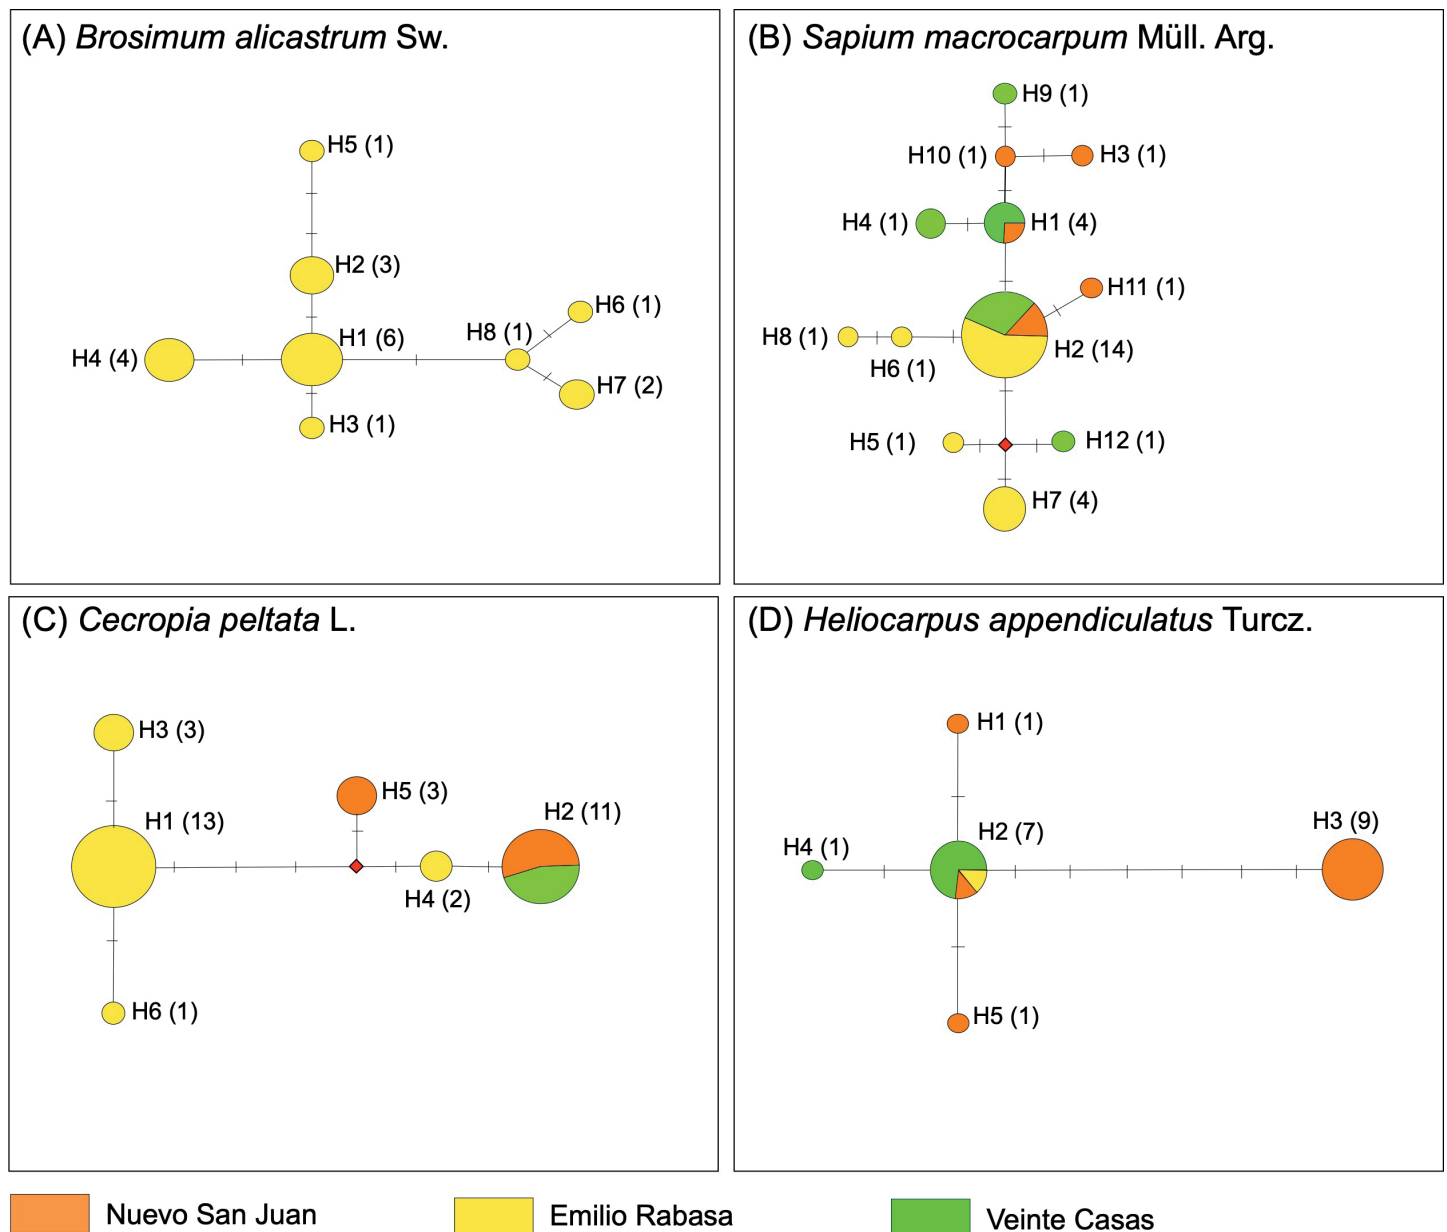 (A) Brosimum alicastrum Sw.
H5 (1)
H2 (3)
H1 (6)
H4 (4)
H3 (1)
H8 (1)
H6 (1)
H7 (2)
(B) Sapium macrocarpum Müll. Arg.
H9 (1)
H10 (1)
H3 (1)
H4 (1)
H1 (4)
H11 (1)
H8 (1)
H6 (1)
H2 (14)
H5 (1)
H12 (1)
H7 (4)
(C) Cecropia peltata L.
H3 (3)
H1 (13)
H5 (3)
H2 (11)
H4 (2)
H6 (1)
(D) Heliocarpus appendiculatus Turcz.
H1 (1)
H2 (7)
H3 (9)
H4 (1)
H5 (1)
Nuevo San Juan
Emilio Rabasa
Veinte Casas